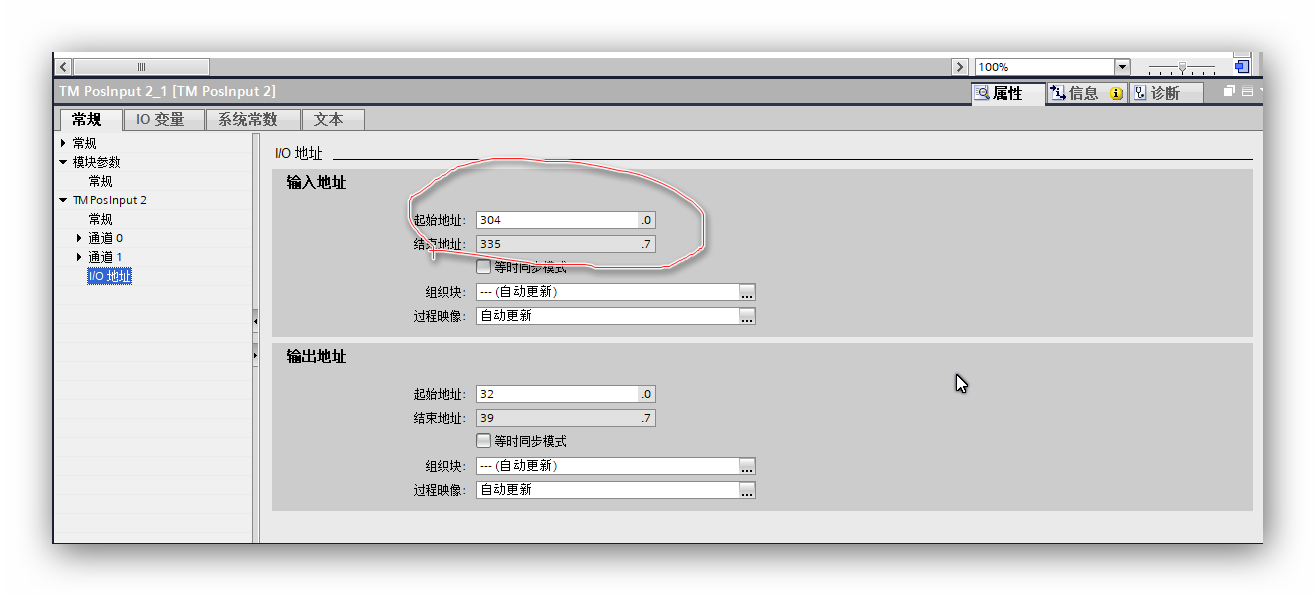 100%
TM PosInput 2_1 [TM PosInput 2]
属性 信息 诊断
常规 IO 变量 系统常数 文本
常规
模块参数
常规
TM PosInput 2
常规
通道 0
通道 1
I/O 地址
I/O 地址
输入地址
起始地址: 304 .0
结束地址: 335 .7
等时同步模式
组织块: --- (自动更新) ...
过程映像: 自动更新 ...
输出地址
起始地址: 32 .0
结束地址: 39 .7
等时同步模式
组织块: --- (自动更新) ...
过程映像: 自动更新 ...